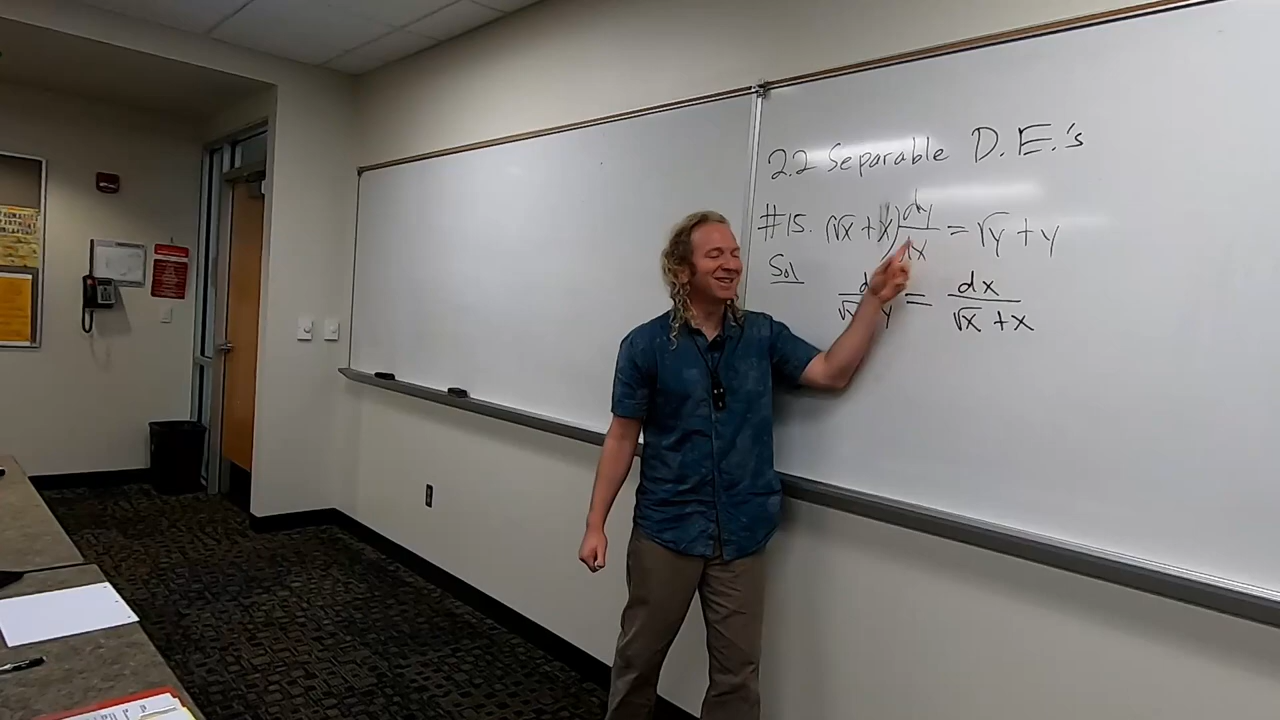 2.2 Separable D.E.'s
#15. (√x + x) dy/dx = √y + y
Sol
= dx/(√x + x)